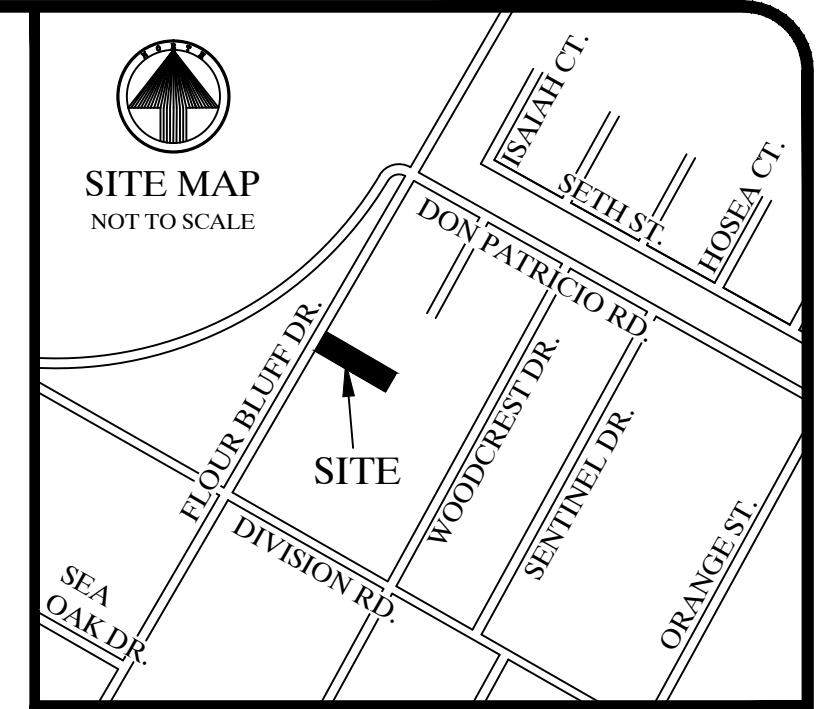 NORTH
SITE MAP
NOT TO SCALE
ISAIAH CT.
SETH ST.
HOSEA CT.
DON PATRICIO RD.
FLOUR BLUFF DR.
SITE
WOODCREST DR.
SENTINEL DR.
ORANGE ST.
DIVISION RD.
SEA
OAK DR.